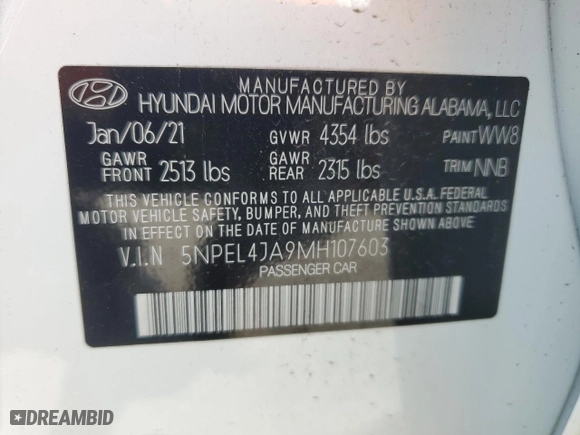 MANUFACTURED BY
HYUNDAI MOTOR MANUFACTURING ALABAMA, LLC
Jan/06/21 GVWR 4354 lbs PAINT WW8
GAWR FRONT 2513 lbs GAWR REAR 2315 lbs TRIM NNB
THIS VEHICLE CONFORMS TO ALL APPLICABLE U.S.A. FEDERAL
MOTOR VEHICLE SAFETY, BUMPER, AND THEFT PREVENTION STANDARDS
IN EFFECT ON THE DATE OF MANUFACTURE SHOWN ABOVE
V.I.N 5NPEL4JA9MH107603
PASSENGER CAR
DREAMBID